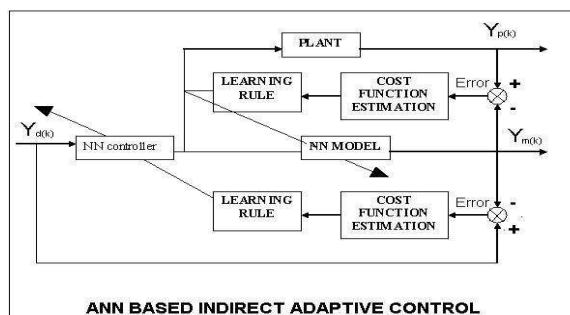 PLANT
Yp(k)
LEARNING
RULE
COST
FUNCTION
ESTIMATION
Error
+
-
Yd(k)
NN controller
NN MODEL
Ym(k)
LEARNING
RULE
COST
FUNCTION
ESTIMATION
Error
-
+
ANN BASED INDIRECT ADAPTIVE CONTROL